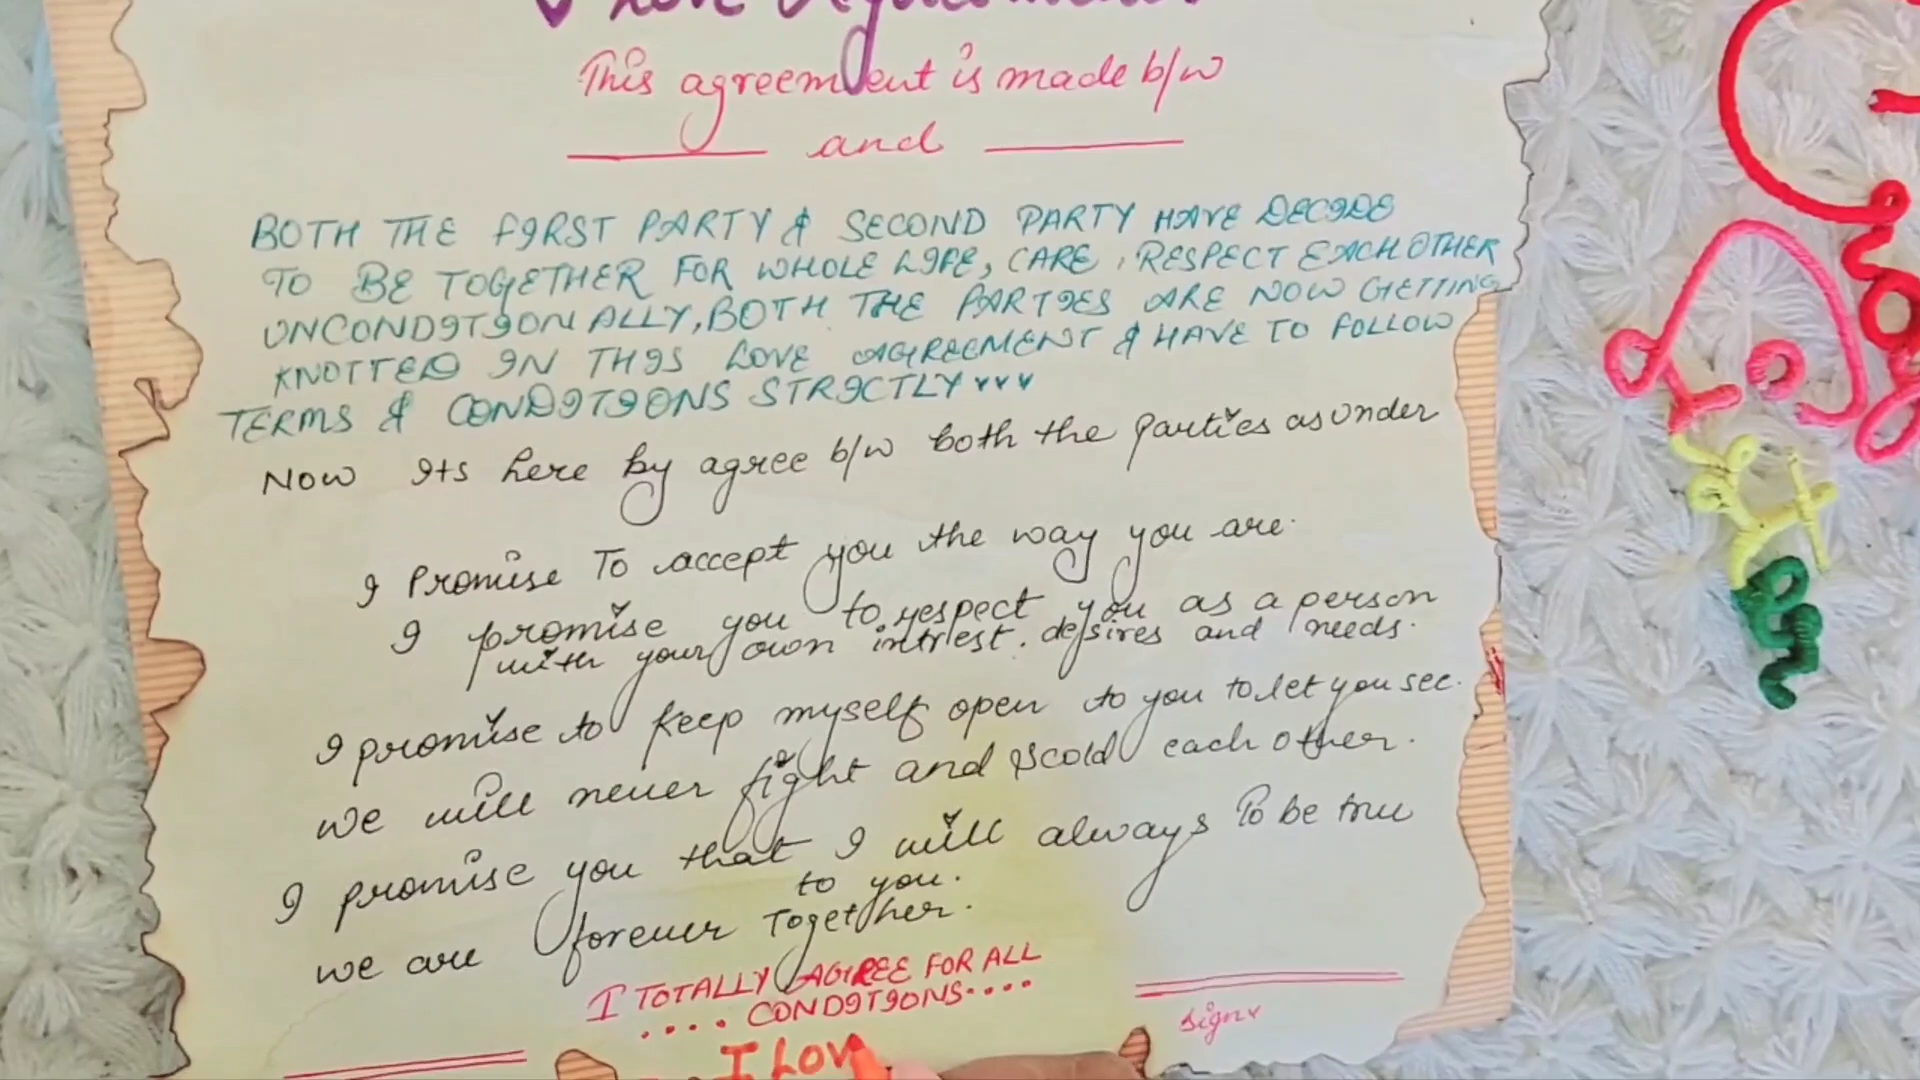 Love Agreement
This agreement is made b/w
and
BOTH THE FIRST PARTY & SECOND PARTY HAVE DECIDE
TO BE TOGETHER FOR WHOLE LIFE, CARE, RESPECT EACH OTHER
UNCONDITIONALLY, BOTH THE PARTIES ARE NOW GETTING
KNOTTED IN THIS LOVE AGREEMENT & HAVE TO FOLLOW
TERMS & CONDITIONS STRICTLY
Now Its here by agree b/w both the parties as under
I Promise To accept you the way you are.
I promise you to respect you as a person
with your own intrest. desires and needs.
I promise to keep myself open to you to let you see.
we will never fight and scold each other.
I promise you that I will always To be true
to you.
we are forever Together.
I TOTALLY AGREE FOR ALL
.... CONDITIONS....
sign
I LOV